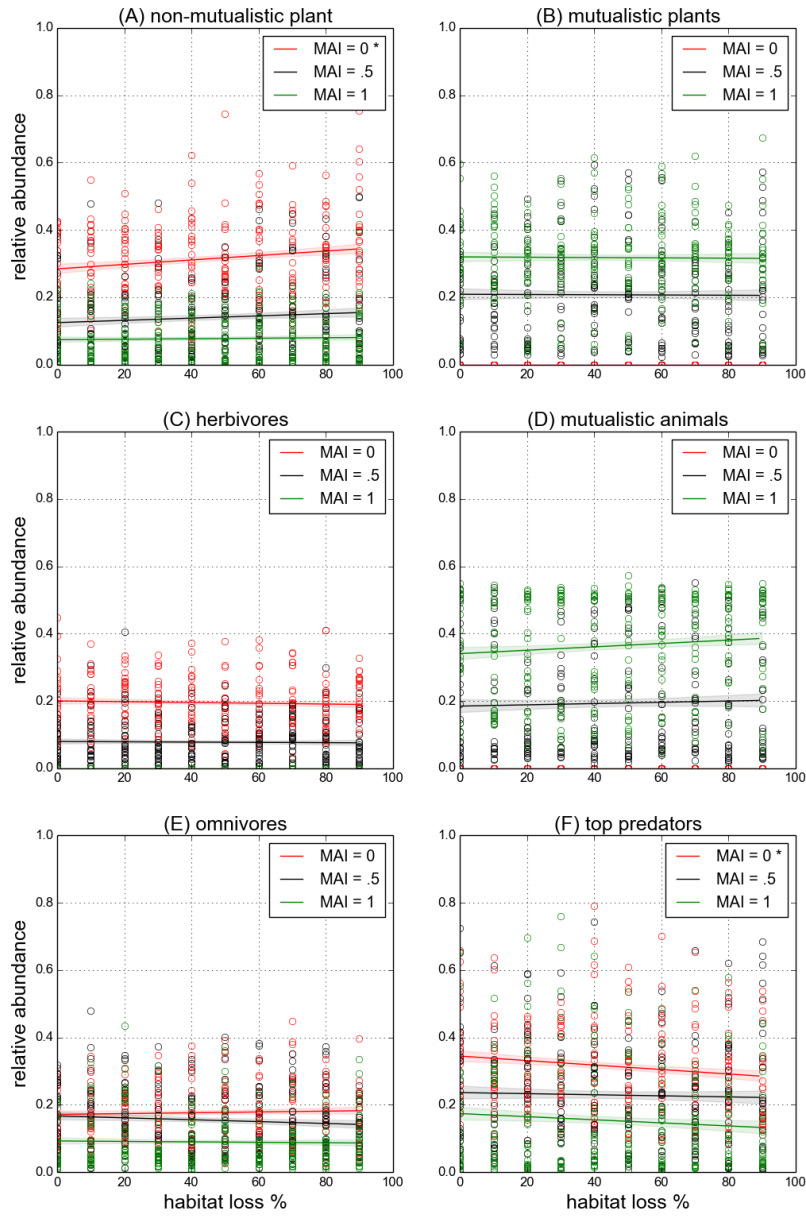 (A) non-mutualistic plant
1.0
0.8
0.6
0.4
0.2
0.0
relative abundance
MAI = 0 *
MAI = .5
MAI = 1
0 20 40 60 80 100
(B) mutualistic plants
1.0
0.8
0.6
0.4
0.2
0.0
MAI = 0
MAI = .5
MAI = 1
0 20 40 60 80 100
(C) herbivores
1.0
0.8
0.6
0.4
0.2
0.0
relative abundance
MAI = 0
MAI = .5
MAI = 1
0 20 40 60 80 100
(D) mutualistic animals
1.0
0.8
0.6
0.4
0.2
0.0
MAI = 0
MAI = .5
MAI = 1
0 20 40 60 80 100
(E) omnivores
1.0
0.8
0.6
0.4
0.2
0.0
relative abundance
MAI = 0
MAI = .5
MAI = 1
0 20 40 60 80 100
habitat loss %
(F) top predators
1.0
0.8
0.6
0.4
0.2
0.0
MAI = 0 *
MAI = .5
MAI = 1
0 20 40 60 80 100
habitat loss %